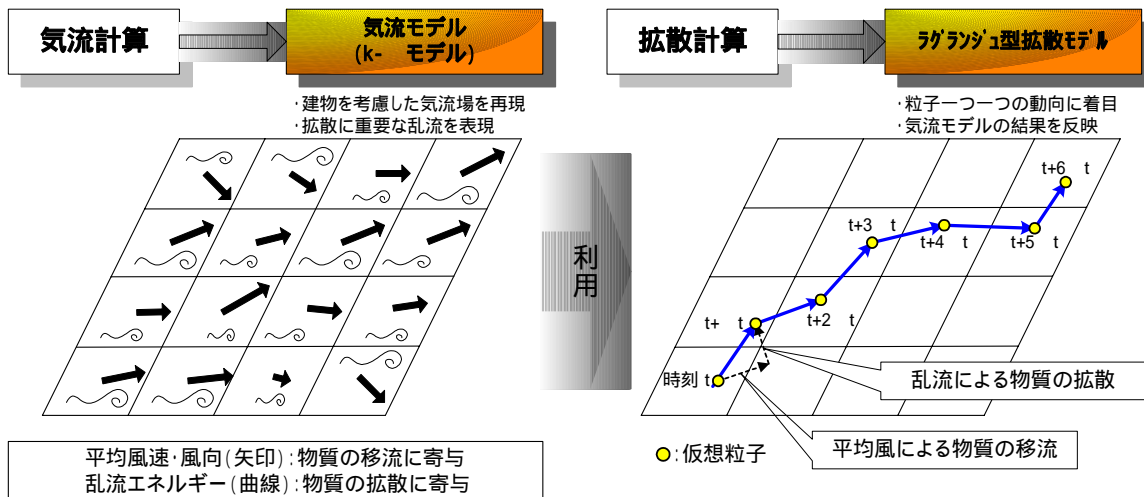 気流計算
気流モデル
(k-　モデル)
・建物を考慮した気流場を再現
・拡散に重要な乱流を表現
平均風速・風向(矢印):物質の移流に寄与
乱流エネルギー(曲線):物質の拡散に寄与
利用
拡散計算
ﾗｸﾞﾗﾝｼﾞｭ型拡散ﾓﾃﾞﾙ
・粒子一つ一つの動向に着目
・気流モデルの結果を反映
t+6　t
t+3　t
t+4　t
t+5　t
t+　t
t+2　t
時刻 t
乱流による物質の拡散
平均風による物質の移流
:仮想粒子